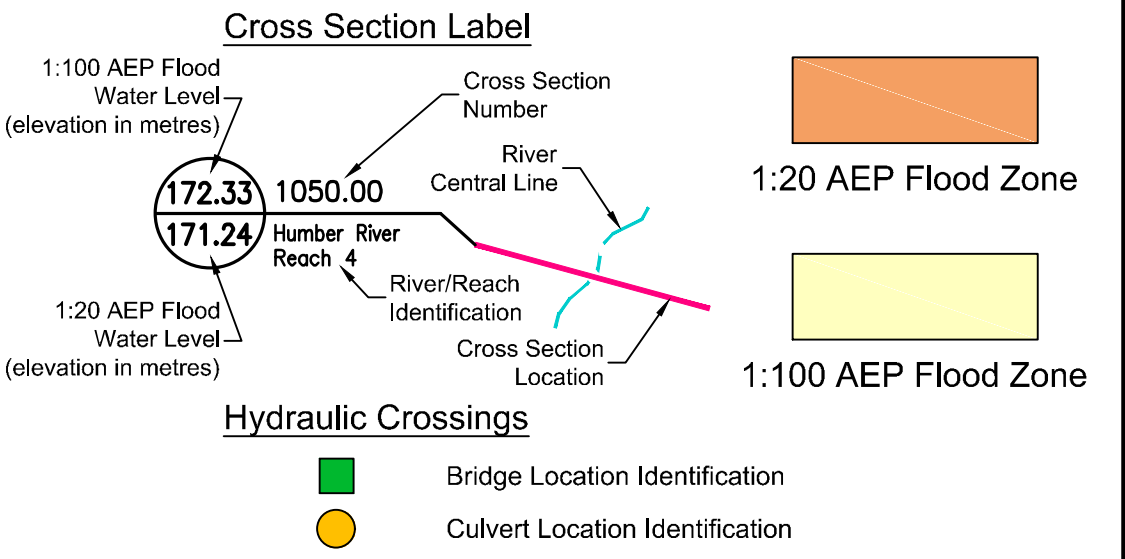 Cross Section Label
1:100 AEP Flood
Water Level
(elevation in metres)
Cross Section
Number
172.33
1050.00
171.24
Humber River
Reach 4
River
Central Line
River/Reach
Identification
1:20 AEP Flood
Water Level
(elevation in metres)
Cross Section
Location
1:20 AEP Flood Zone
1:100 AEP Flood Zone
Hydraulic Crossings
Bridge Location Identification
Culvert Location Identification